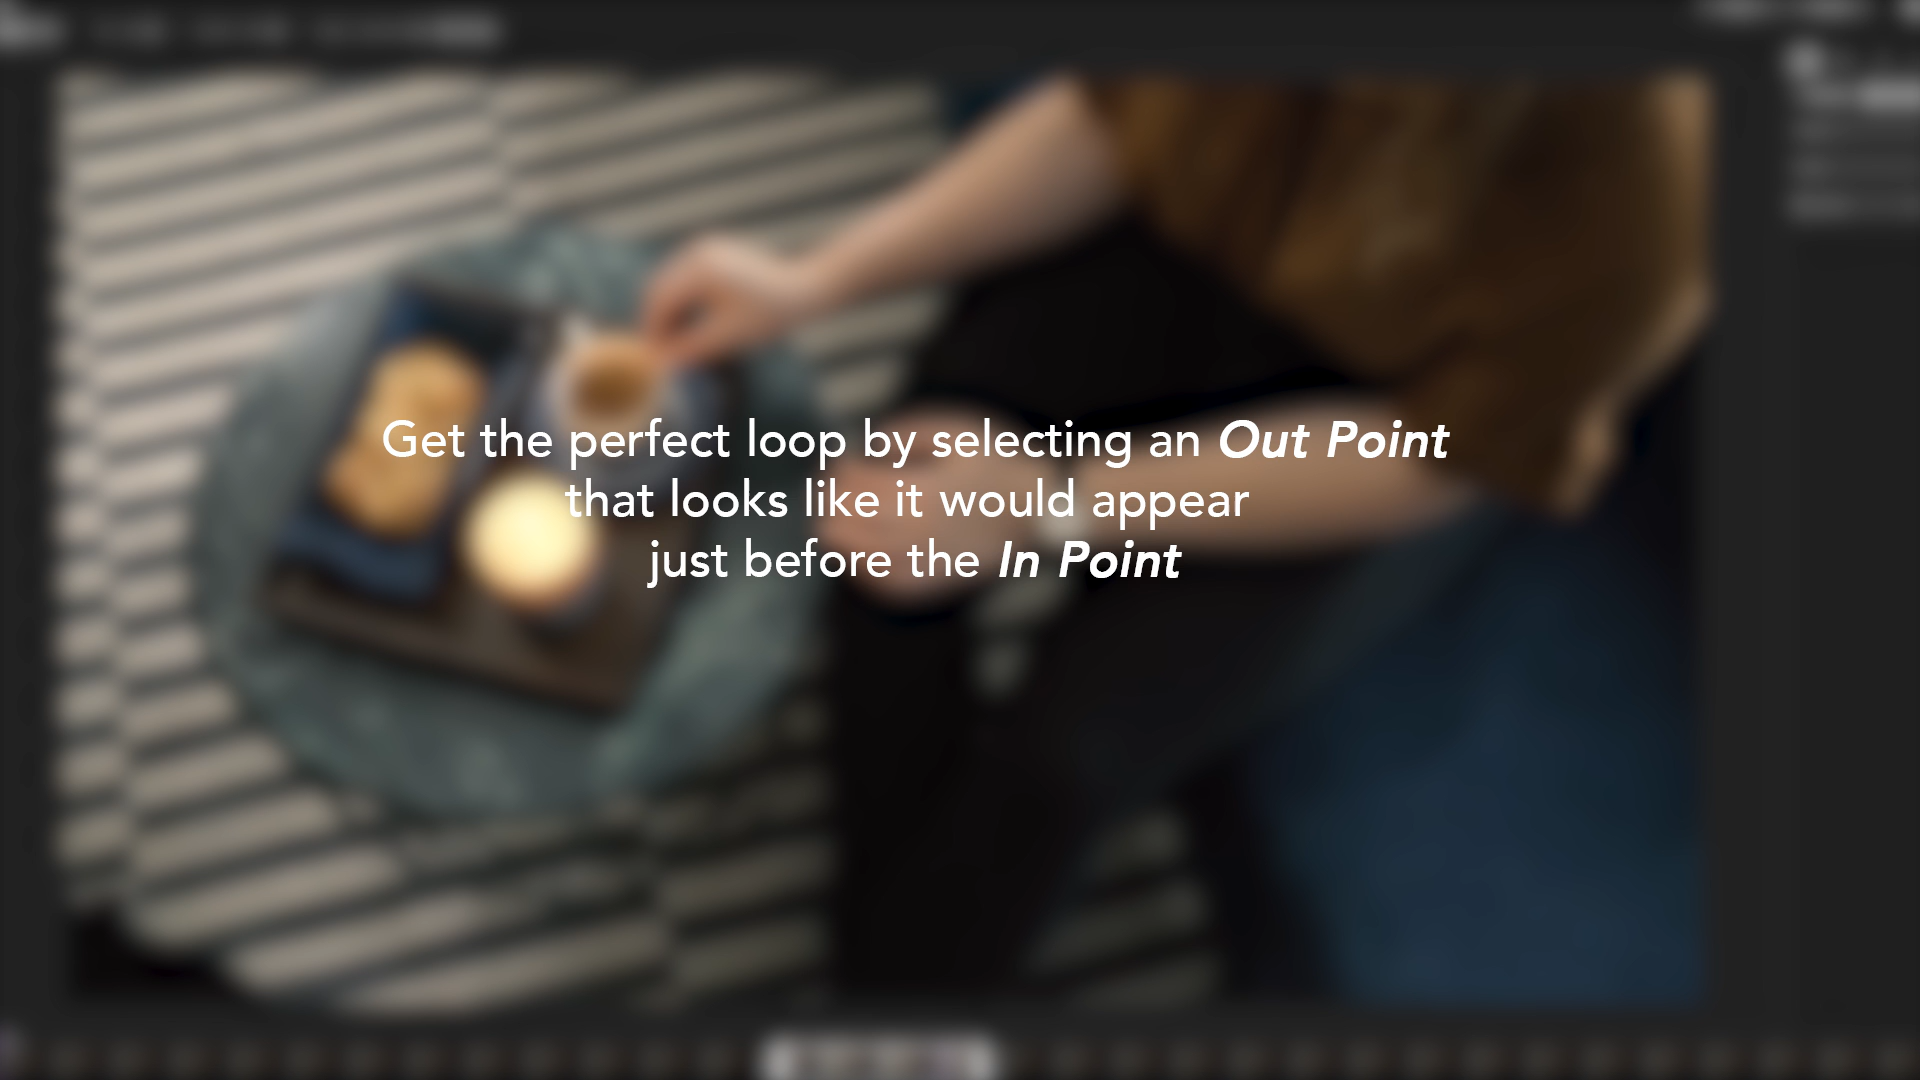 Get the perfect loop by selecting an Out Point
that looks like it would appear
just before the In Point